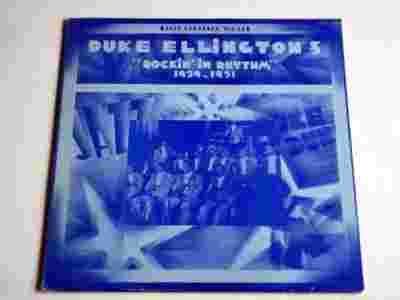 DUKE ELLINGTON'S
"ROCKIN' IN RHYTHM"
1929-1931